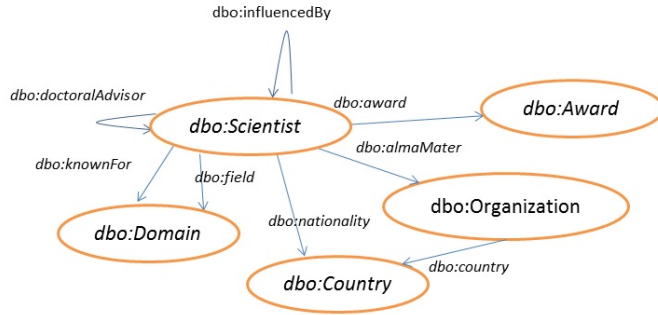 dbo:influencedBy
dbo:doctoralAdvisor
dbo:award
dbo:Award
dbo:Scientist
dbo:almaMater
dbo:knownFor
dbo:field
dbo:Organization
dbo:nationality
dbo:Domain
dbo:country
dbo:Country